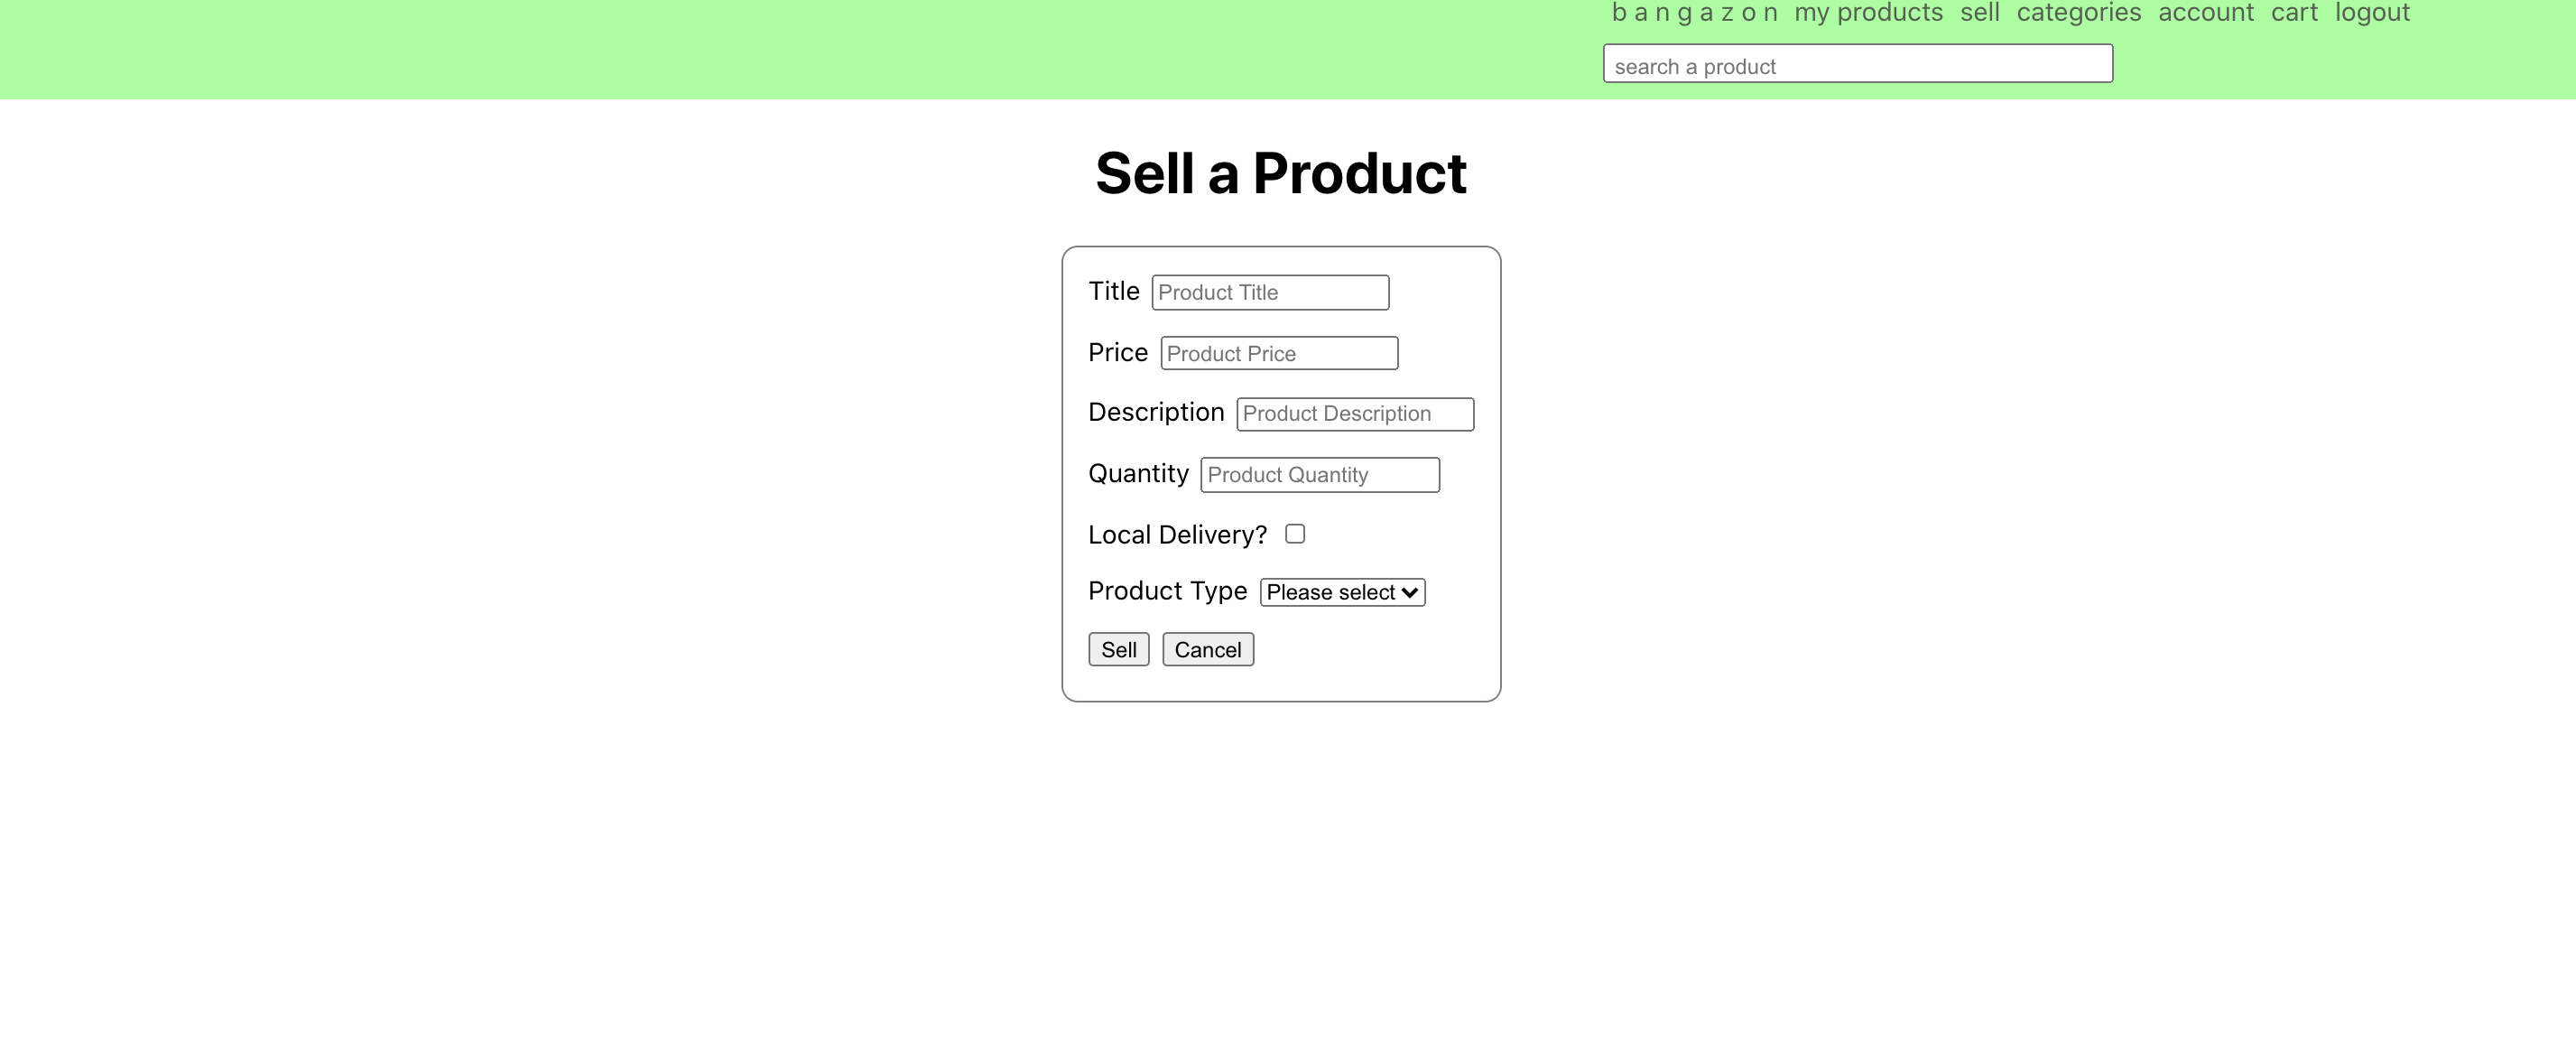 b a n g a z o n my products sell categories account cart logout
search a product
Sell a Product
Title Product Title
Price Product Price
Description Product Description
Quantity Product Quantity
Local Delivery?
Product Type Please select
Sell Cancel